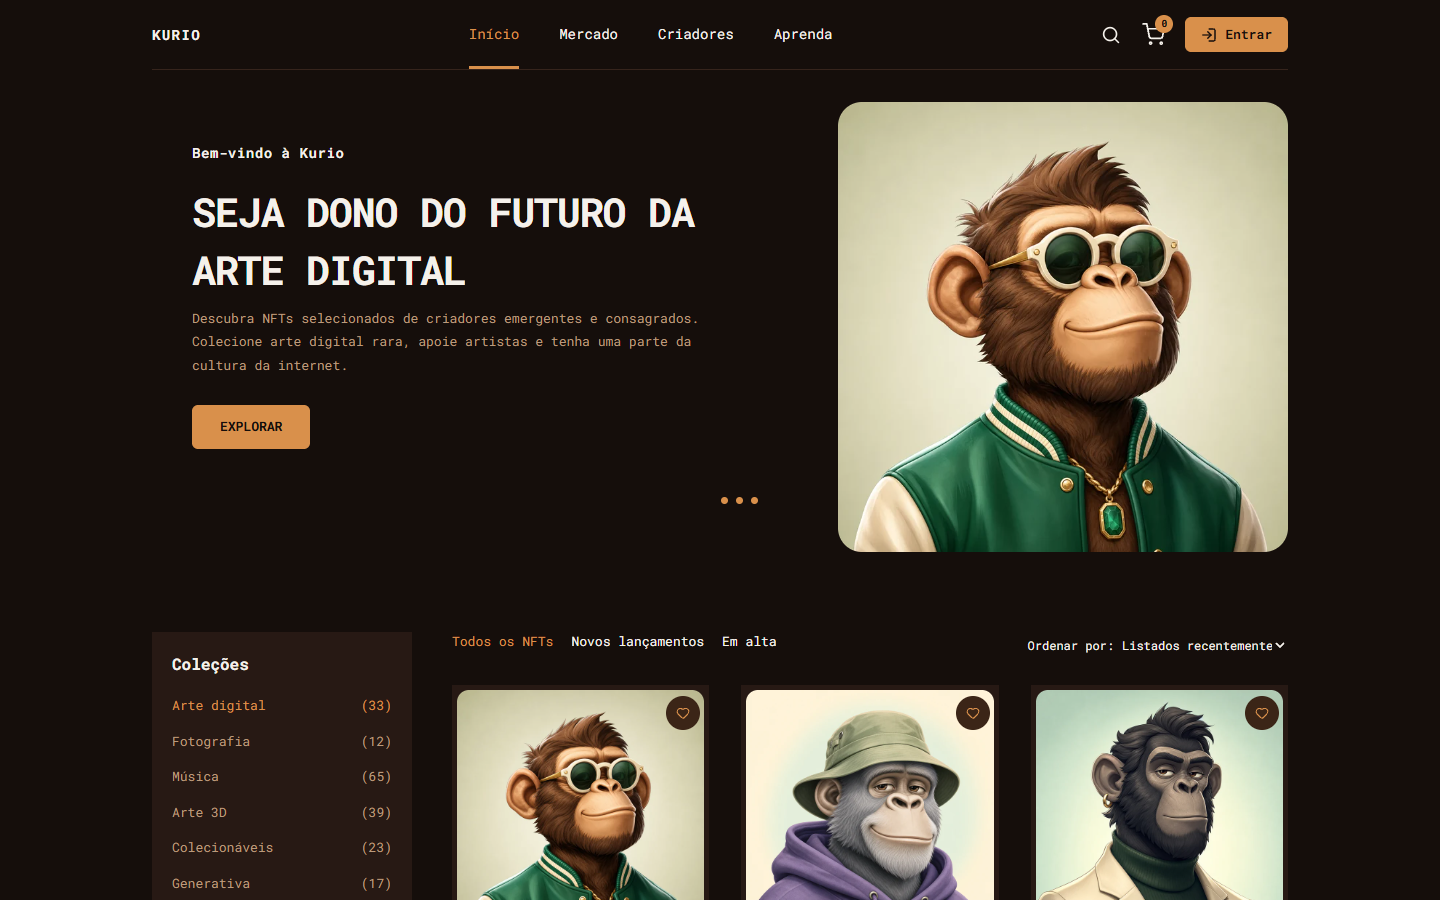 KURIO
Início
Mercado
Criadores
Aprenda
0
Entrar
Bem-vindo à Kurio
SEJA DONO DO FUTURO DA
ARTE DIGITAL
Descubra NFTs selecionados de criadores emergentes e consagrados.
Colecione arte digital rara, apoie artistas e tenha uma parte da
cultura da internet.
EXPLORAR
Coleções
Arte digital (33)
Fotografia (12)
Música (65)
Arte 3D (39)
Colecionáveis (23)
Generativa (17)
Todos os NFTs
Novos lançamentos
Em alta
Ordenar por: Listados recentemente